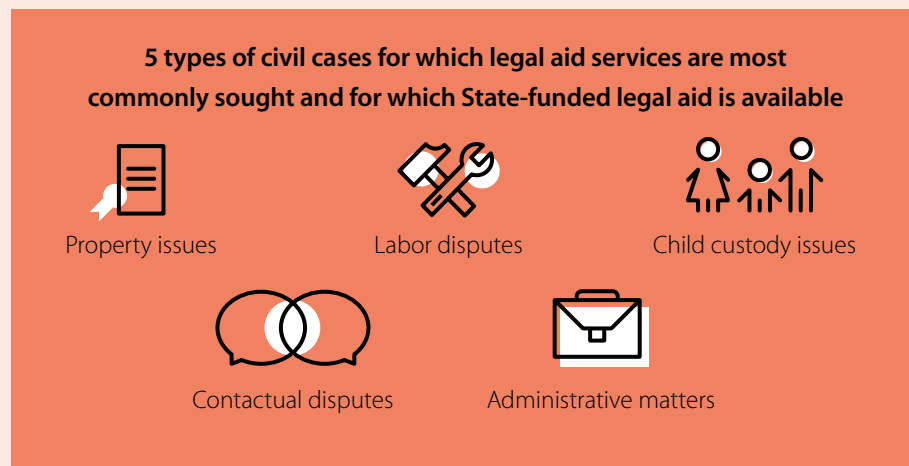 5 types of civil cases for which legal aid services are most
commonly sought and for which State-funded legal aid is available
Property issues
Labor disputes
Child custody issues
Contactual disputes
Administrative matters